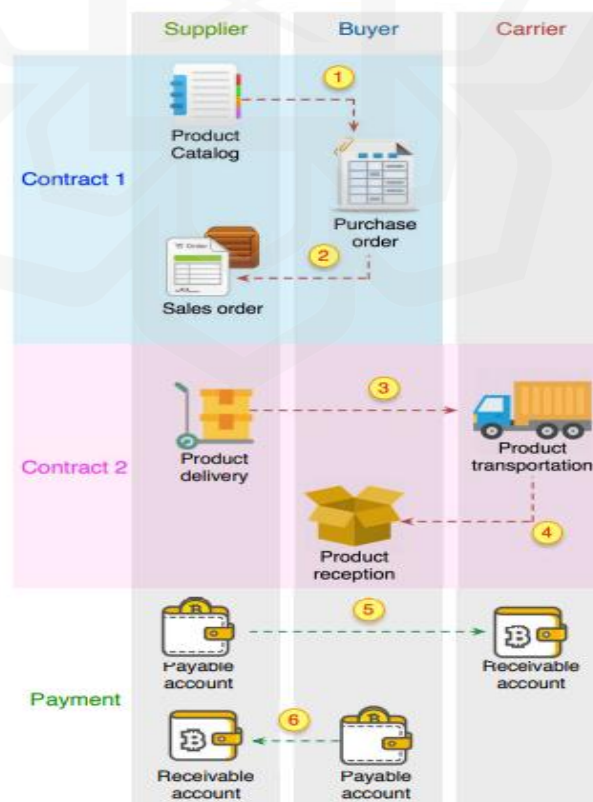 Supplier
Buyer
Carrier
1
Product
Catalog
Contract 1
Purchase
order
2
Order
Sales order
3
Product
delivery
Product
transportation
Contract 2
4
Product
reception
5
Payable
account
Receivable
account
Payment
6
Receivable
account
Payable
account